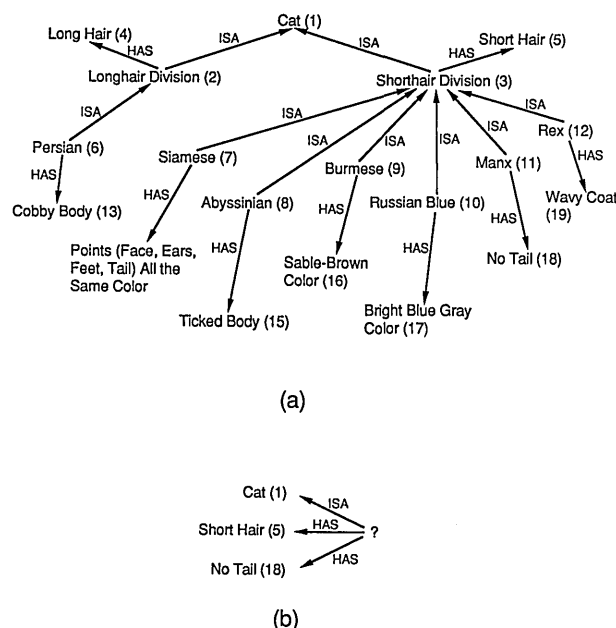 Cat (1)
Long Hair (4)
ISA
ISA
HAS
Short Hair (5)
HAS
Longhair Division (2)
Shorthair Division (3)
ISA
ISA
ISA
Persian (6)
ISA
ISA
ISA
ISA
Rex (12)
Siamese (7)
Burmese (9)
Manx (11)
HAS
HAS
HAS
Abyssinian (8)
HAS
Russian Blue (10)
HAS
Wavy Coat
(19)
Cobby Body (13)
HAS
HAS
Points (Face, Ears,
Feet, Tail) All the
Same Color
Sable-Brown
Color (16)
No Tail (18)
Ticked Body (15)
Bright Blue Gray
Color (17)
(a)
Cat (1)
ISA
Short Hair (5)
HAS
?
HAS
No Tail (18)
(b)